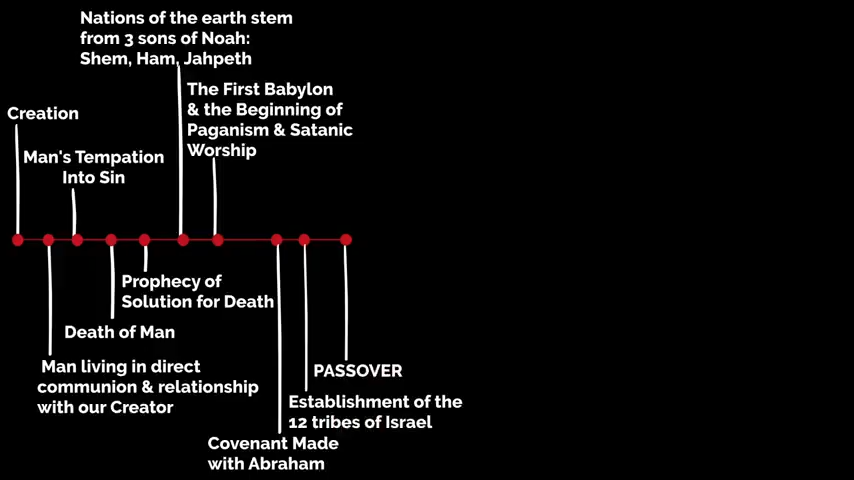 Nations of the earth stem
from 3 sons of Noah:
Shem, Ham, Jahpeth
The First Babylon
& the Beginning of
Paganism & Satanic
Worship
Creation
Man's Tempation
Into Sin
Prophecy of
Solution for Death
Death of Man
Man living in direct
communion & relationship
with our Creator
PASSOVER
Establishment of the
12 tribes of Israel
Covenant Made
with Abraham